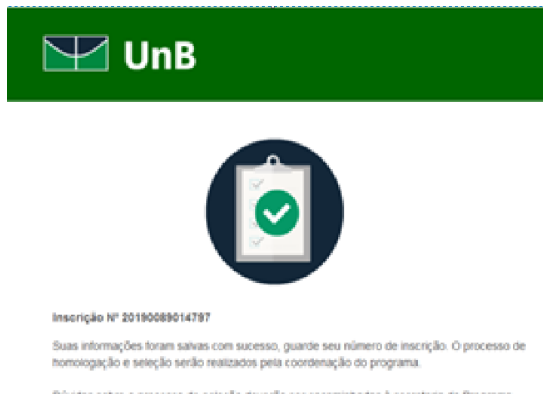 UnB
Inscrição Nº 20190089014797
Suas informações foram salvas com sucesso, guarde seu número de inscrição. O processo de
homologação e seleção serão realizados pela coordenação do programa.